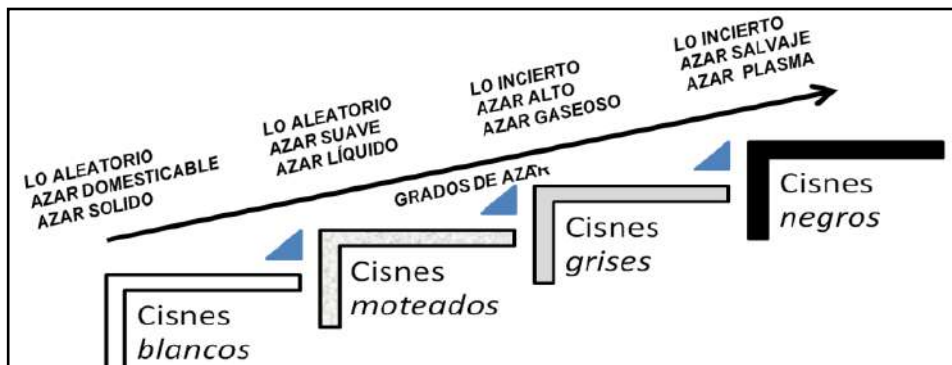 LO ALEATORIO
AZAR DOMESTICABLE
AZAR SOLIDO
LO ALEATORIO
AZAR SUAVE
AZAR LÍQUIDO
LO INCIERTO
AZAR ALTO
AZAR GASEOSO
LO INCIERTO
AZAR SALVAJE
AZAR PLASMA
GRADOS DE AZAR
Cisnes
blancos
Cisnes
moteados
Cisnes
grises
Cisnes
negros